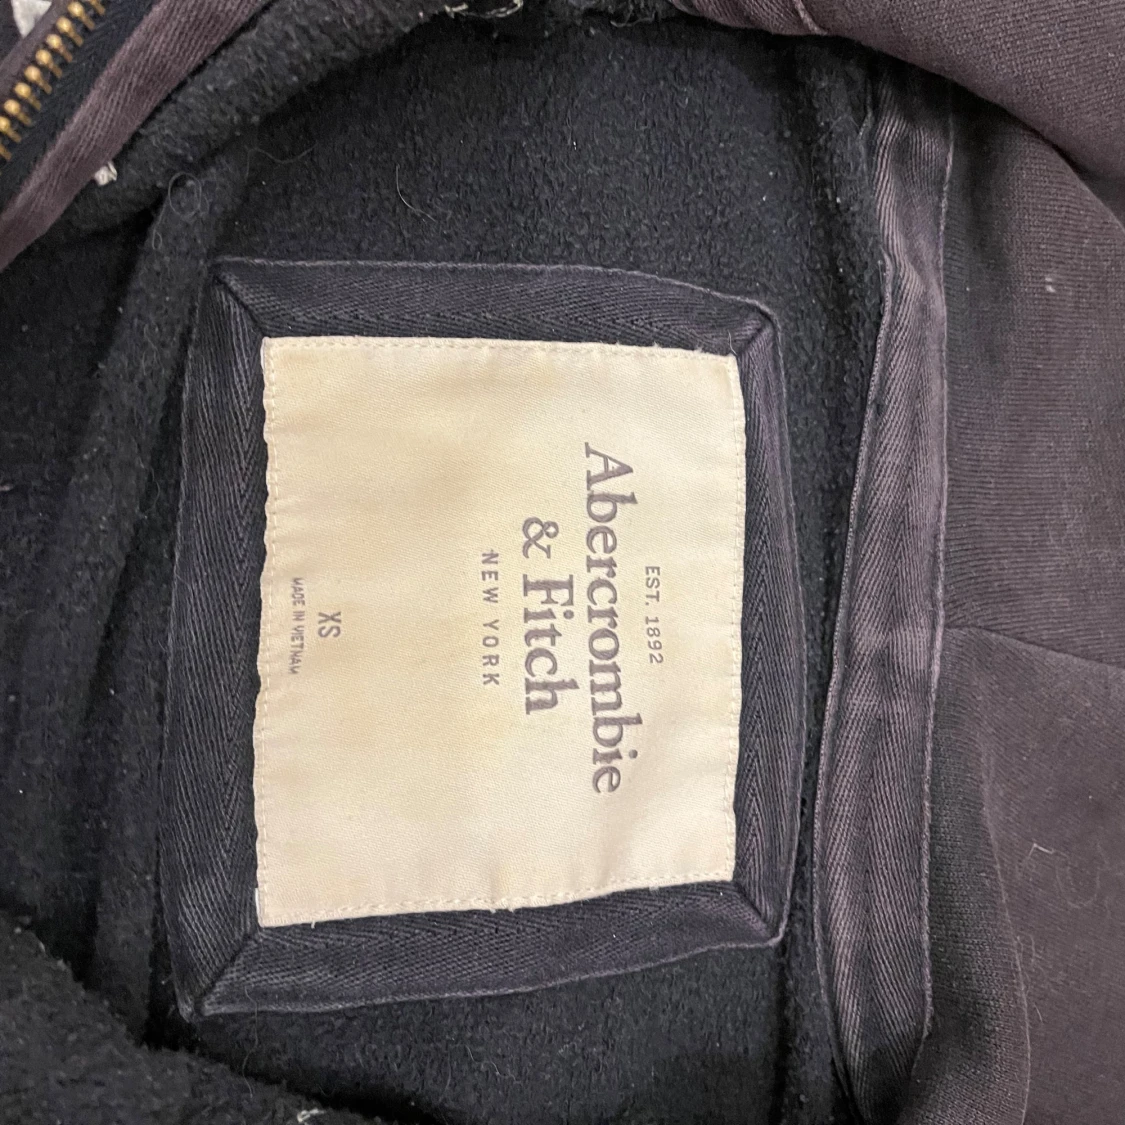 EST. 1892
Abercrombie
& Fitch
NEW YORK
XS
MADE IN VIETNAM